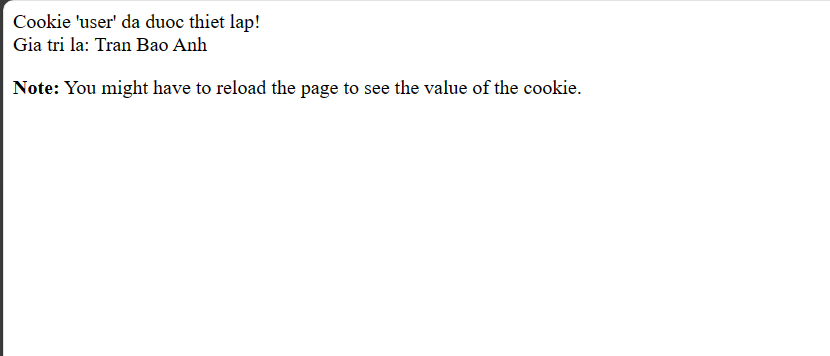 Cookie 'user' da duoc thiet lap!
Gia tri la: Tran Bao Anh
Note: You might have to reload the page to see the value of the cookie.